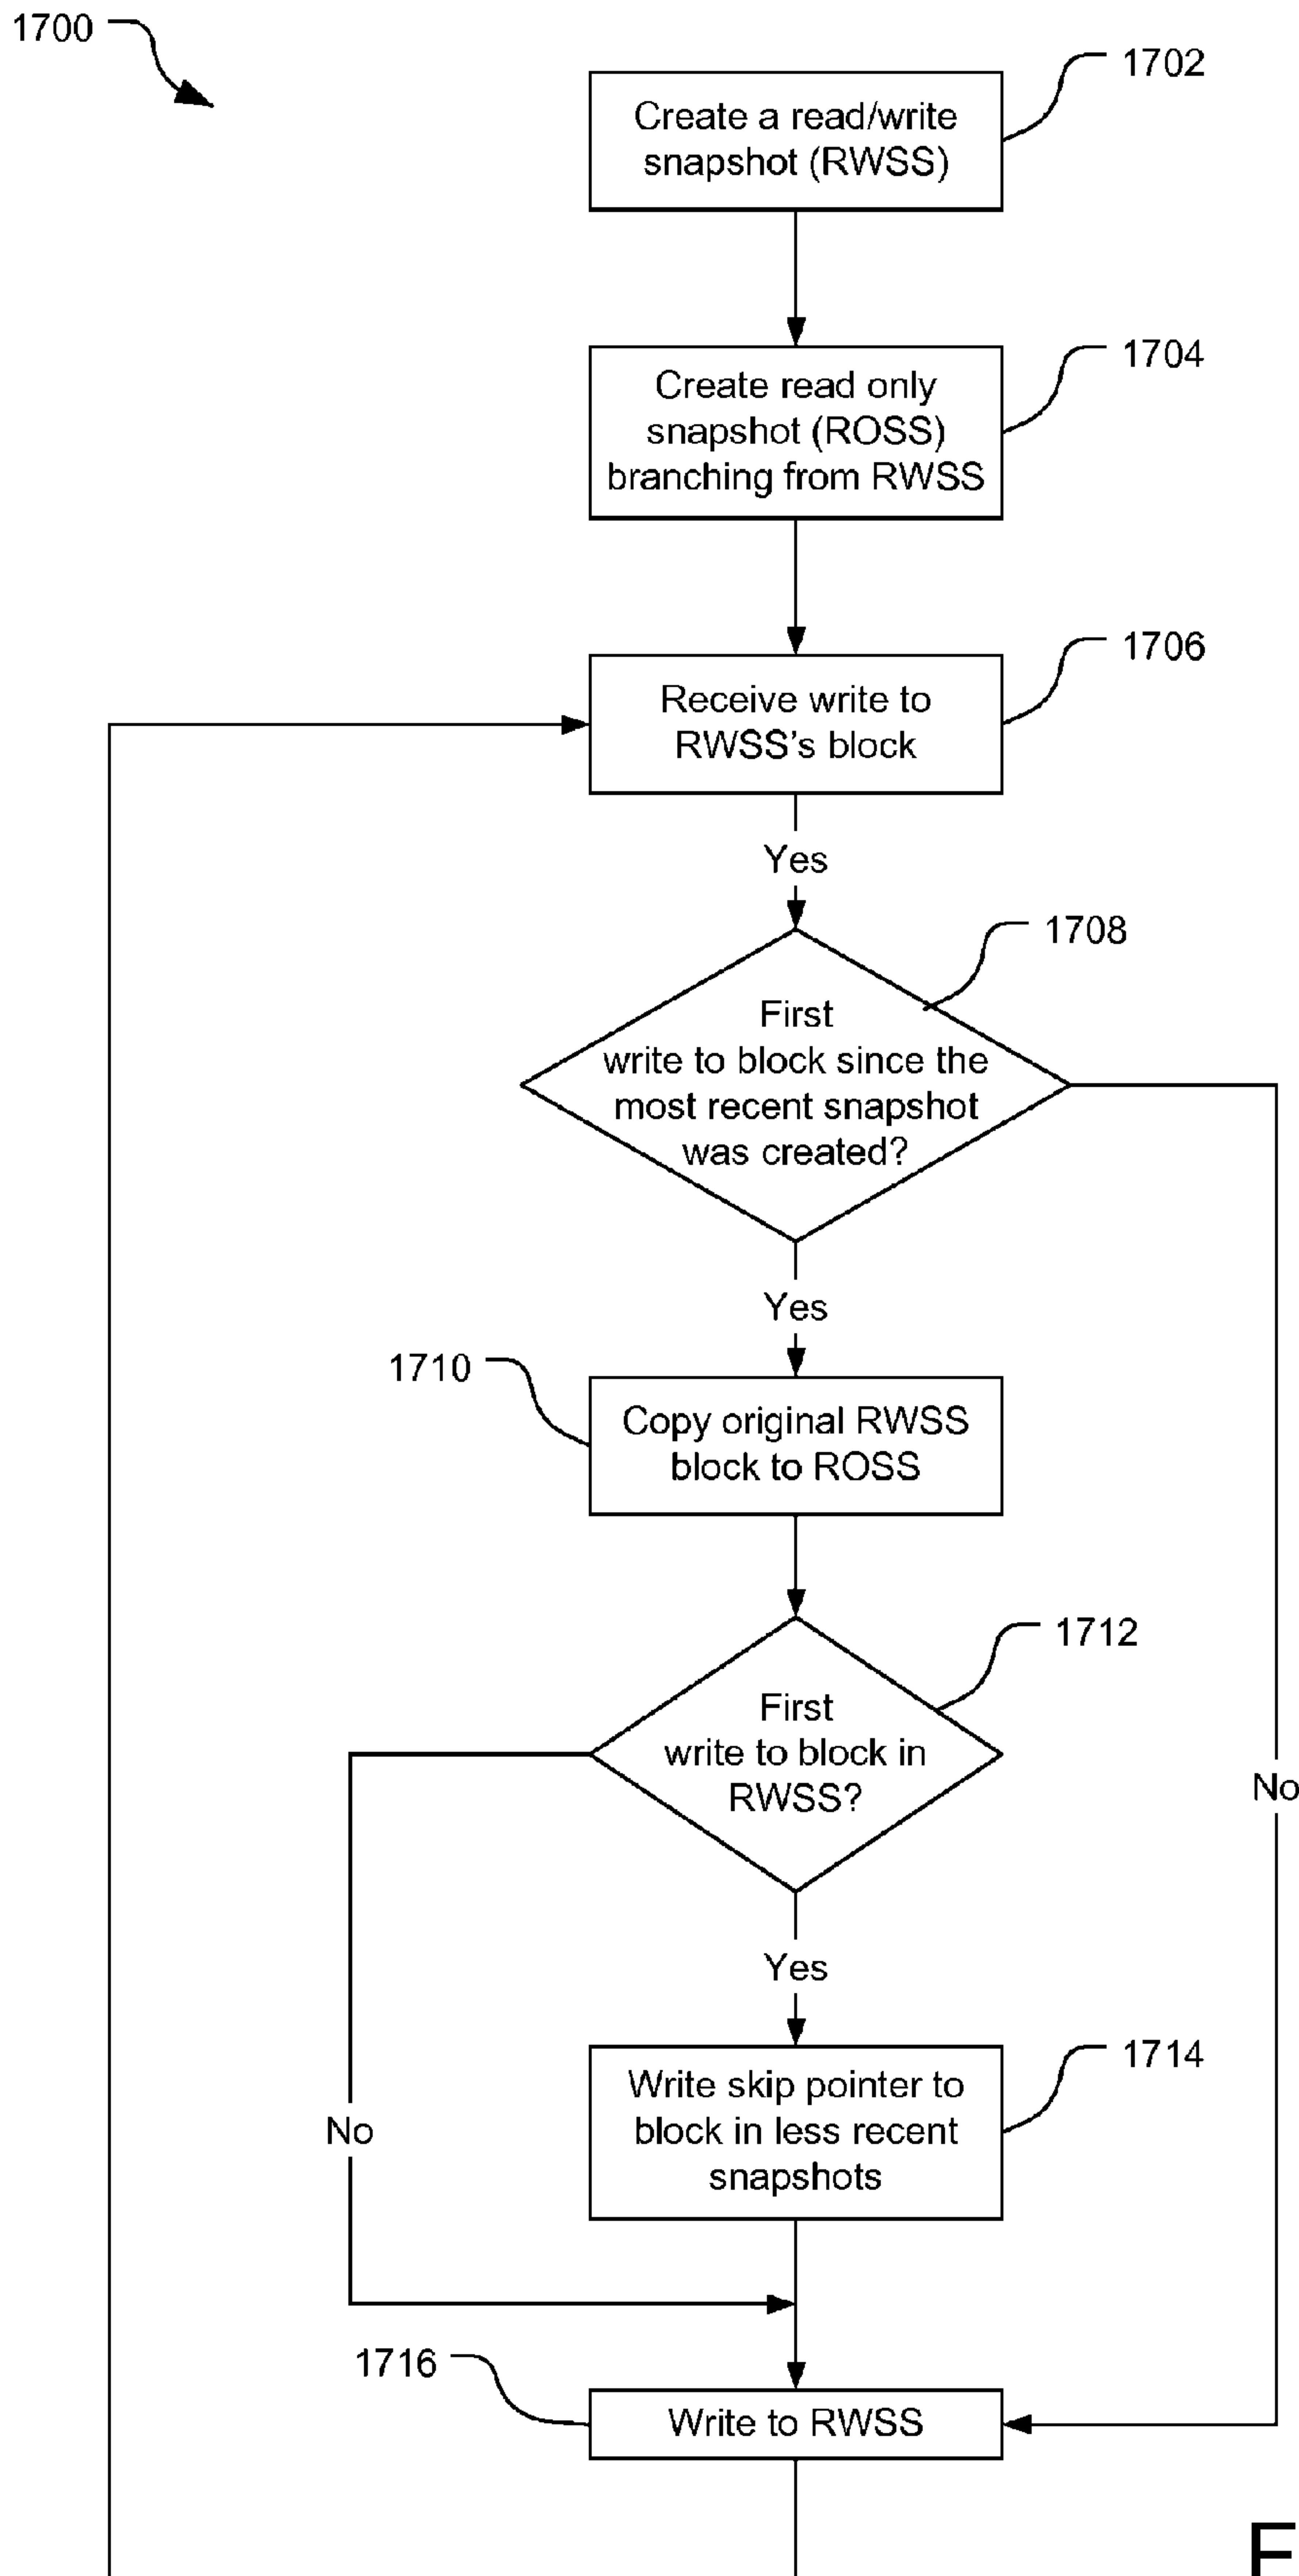 1700
1702
Create a read/write
snapshot (RWSS)
1704
Create read only
snapshot (ROSS)
branching from RWSS
1706
Receive write to
RWSS's block
Yes
1708
First
write to block since the
most recent snapshot
was created?
Yes
1710
Copy original RWSS
block to ROSS
1712
First
write to block in
RWSS?
No
Yes
1714
Write skip pointer to
block in less recent
snapshots
No
1716
Write to RWSS